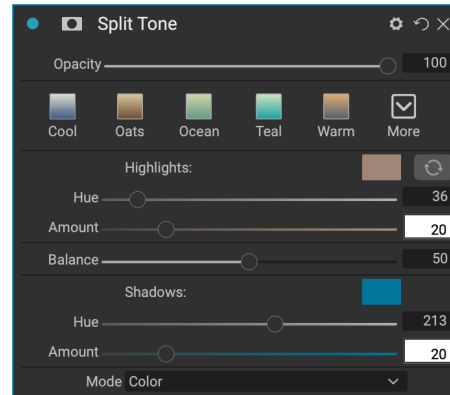 Split Tone
Opacity 100
Cool Oats Ocean Teal Warm More
Highlights:
Hue 36
Amount 20
Balance 50
Shadows:
Hue 213
Amount 20
Mode Color